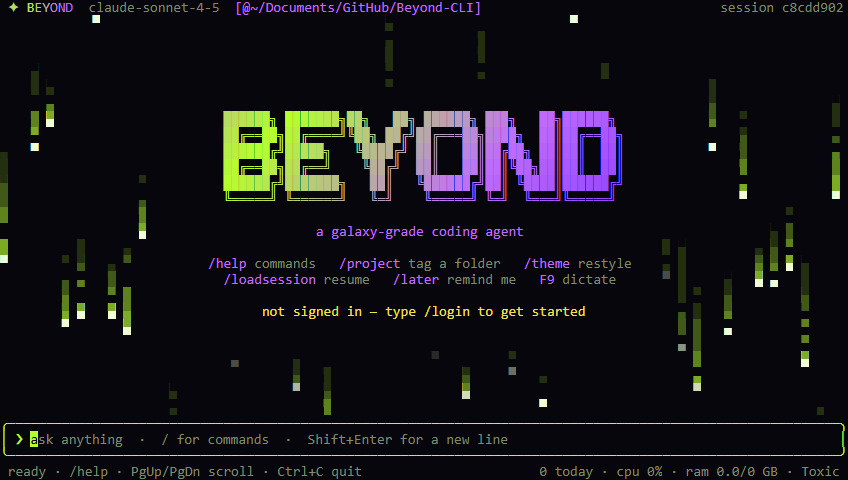 ✦ BEYOND claude-sonnet-4-5 [@~/Documents/GitHub/Beyond-CLI] session c8cdd902
BEYOND
a galaxy-grade coding agent
/help commands /project tag a folder /theme restyle
/loadsession resume /later remind me F9 dictate
not signed in — type /login to get started
❯ ask anything · / for commands · Shift+Enter for a new line
ready · /help · PgUp/PgDn scroll · Ctrl+C quit 0 today · cpu 0% · ram 0.0/0 GB · Toxic